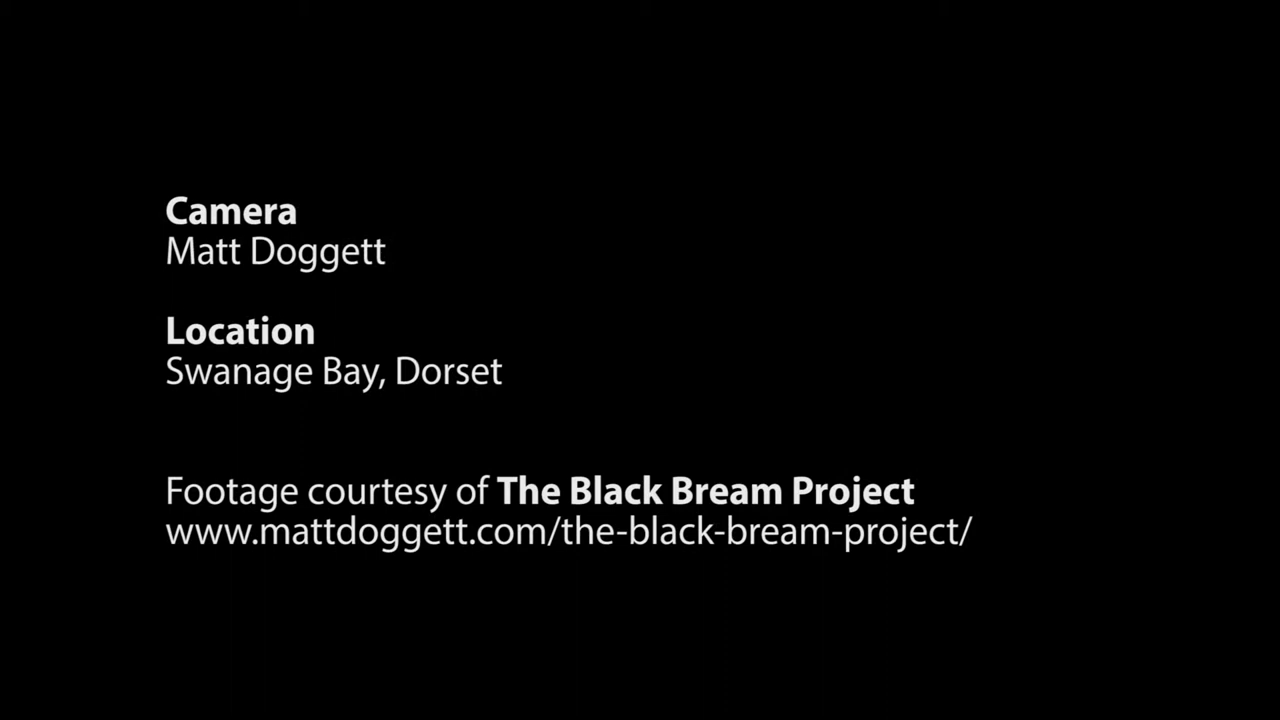 Camera
Matt Doggett
Location
Swanage Bay, Dorset
Footage courtesy of The Black Bream Project
www.mattdoggett.com/the-black-bream-project/